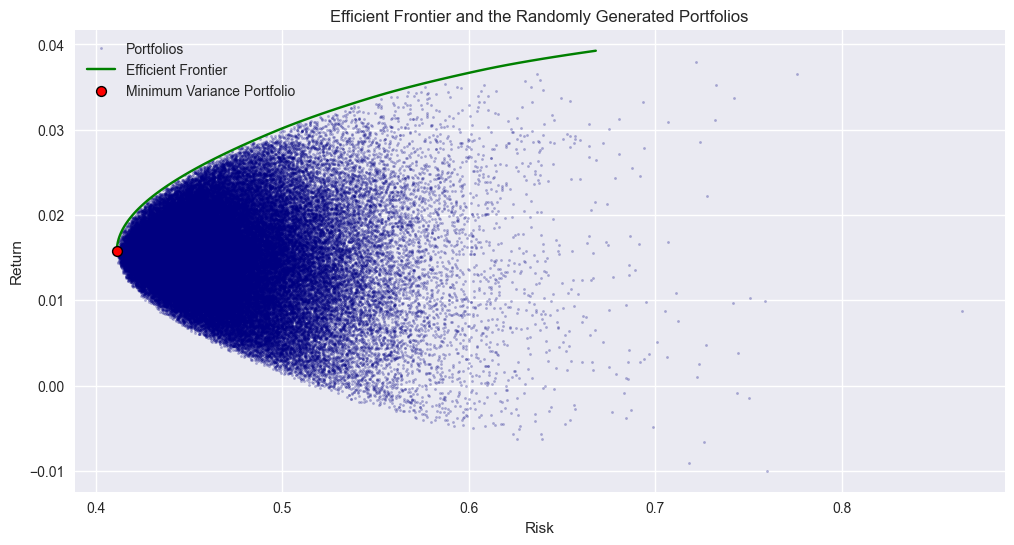 Efficient Frontier and the Randomly Generated Portfolios
Portfolios
Efficient Frontier
Minimum Variance Portfolio
Return
0.04
0.03
0.02
0.01
0.00
−0.01
0.4
0.5
0.6
0.7
0.8
Risk